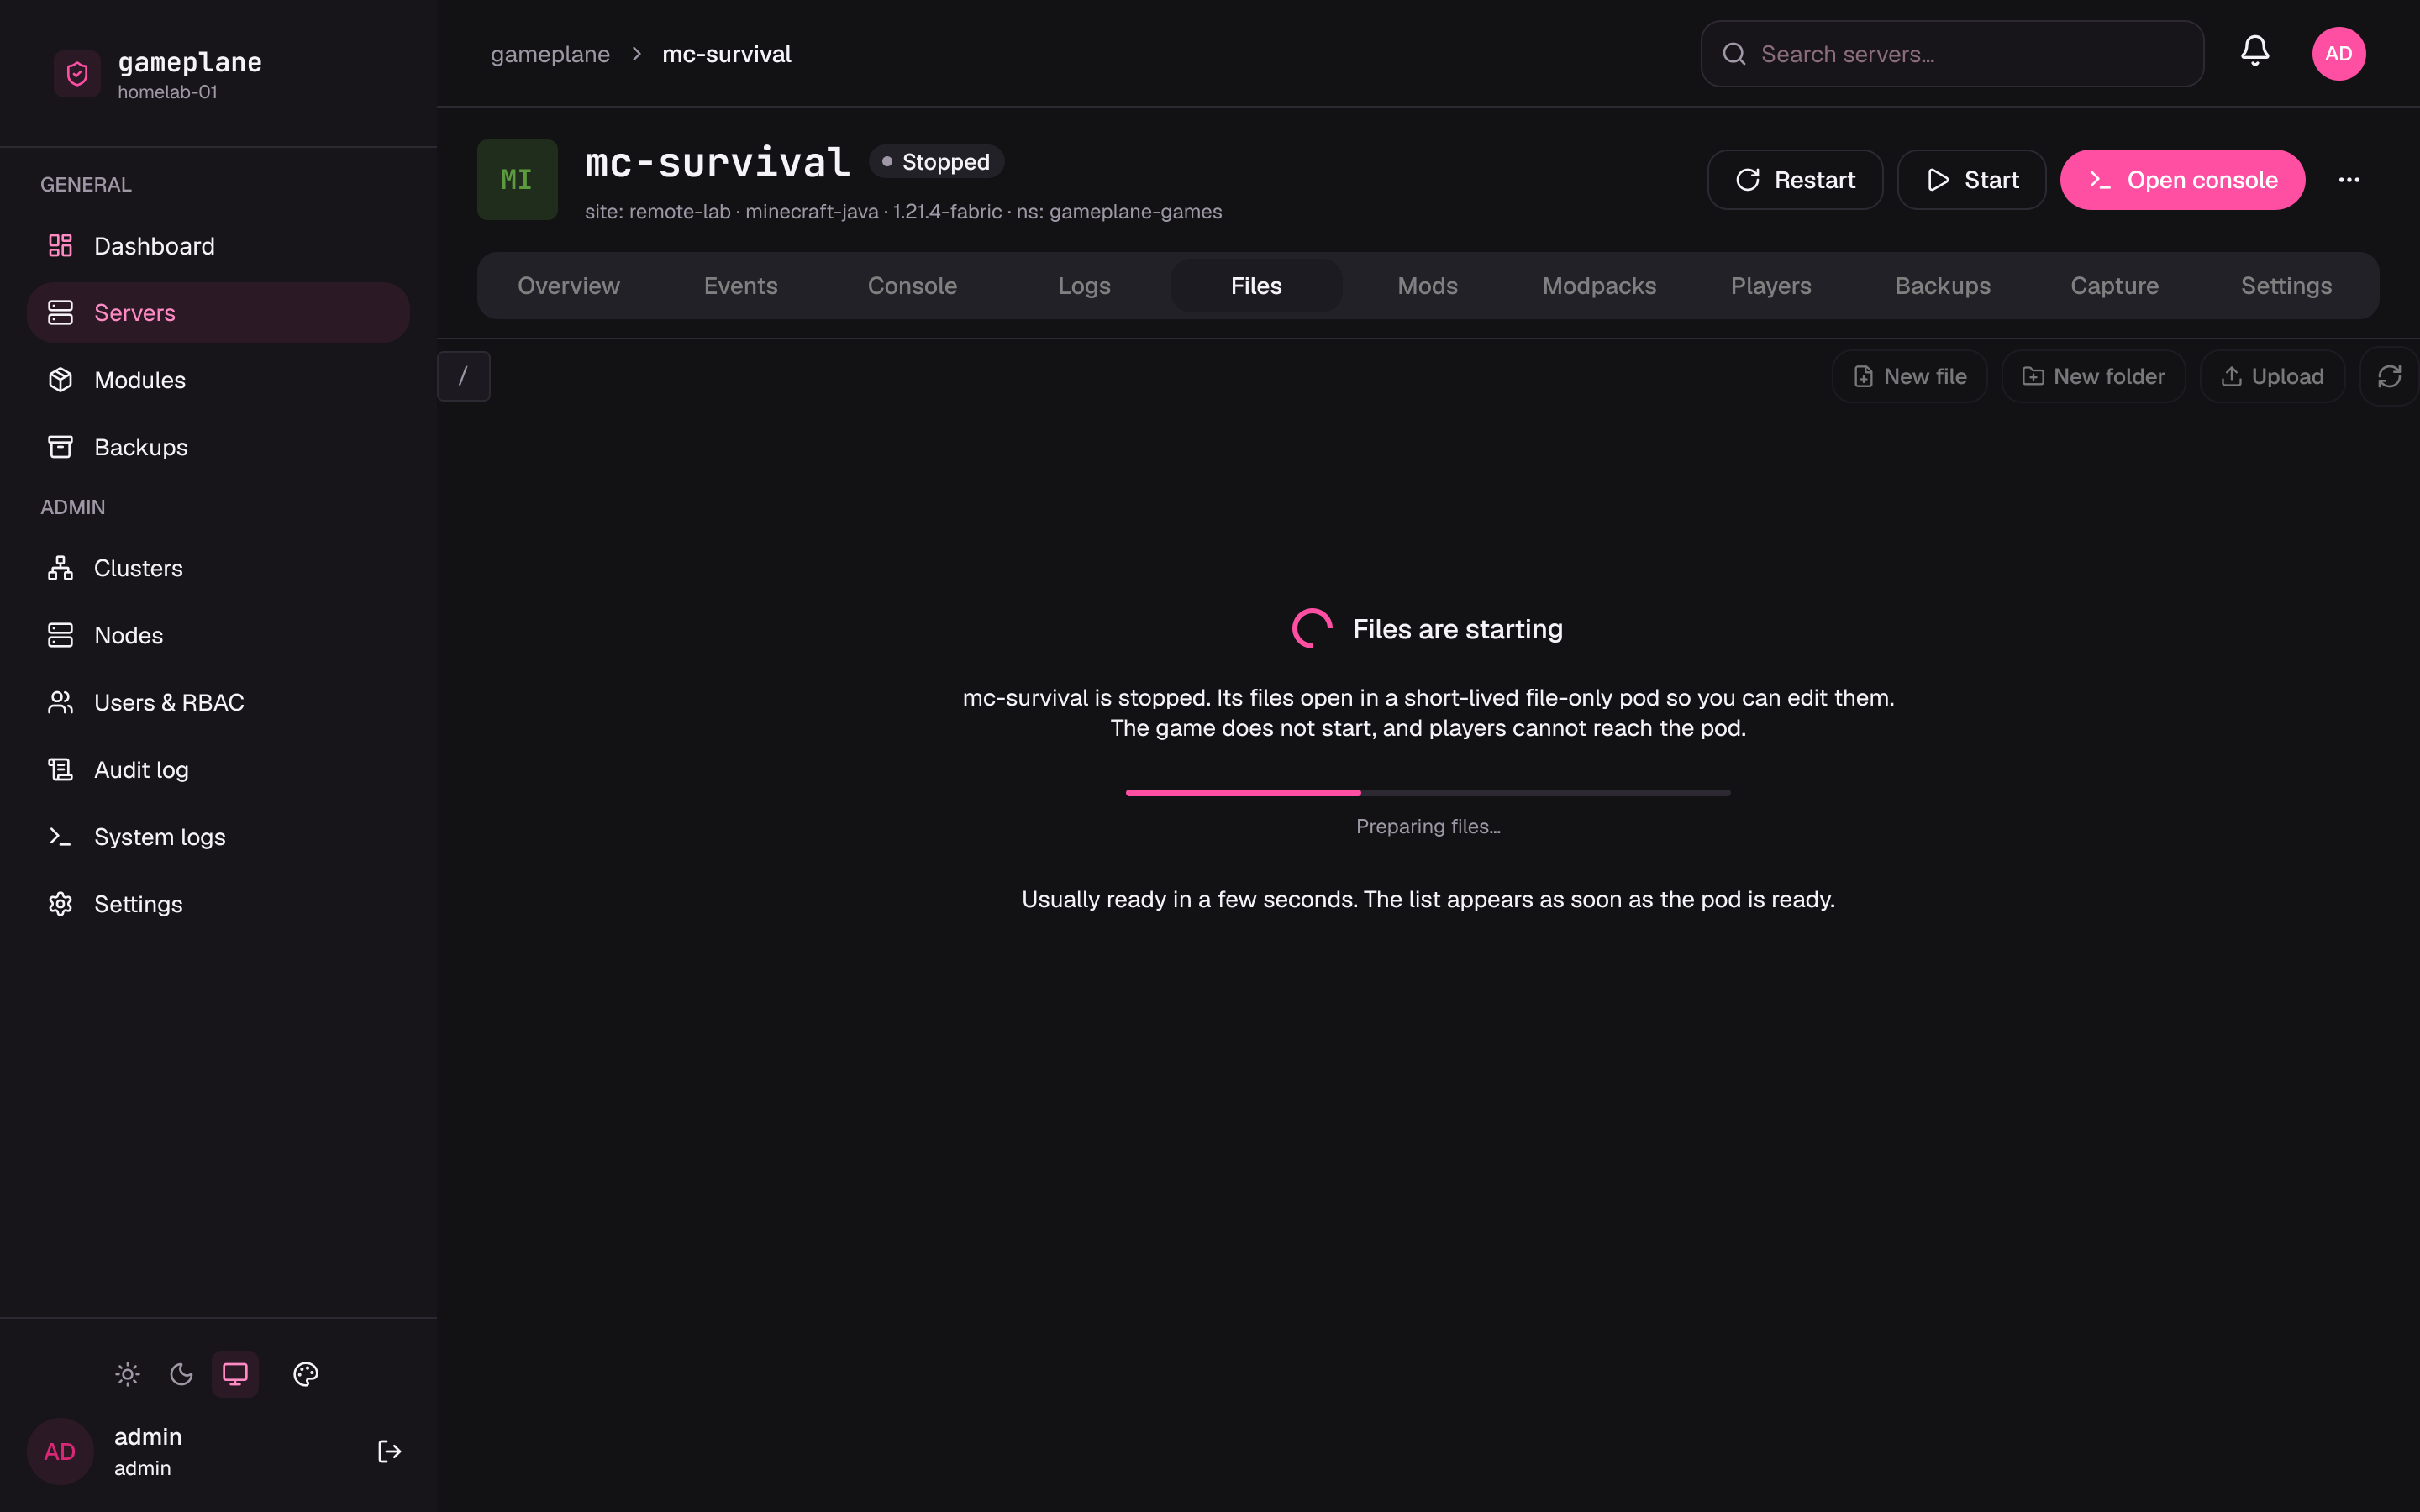 gameplane
homelab-01
GENERAL
Dashboard
Servers
Modules
Backups
ADMIN
Clusters
Nodes
Users & RBAC
Audit log
System logs
Settings
AD
admin
admin
gameplane > mc-survival
Search servers…
AD
MI
mc-survival
Stopped
site: remote-lab · minecraft-java · 1.21.4-fabric · ns: gameplane-games
Restart
Start
Open console
Overview
Events
Console
Logs
Files
Mods
Modpacks
Players
Backups
Capture
Settings
/
New file
New folder
Upload
Files are starting
mc-survival is stopped. Its files open in a short-lived file-only pod so you can edit them.
The game does not start, and players cannot reach the pod.
Preparing files…
Usually ready in a few seconds. The list appears as soon as the pod is ready.